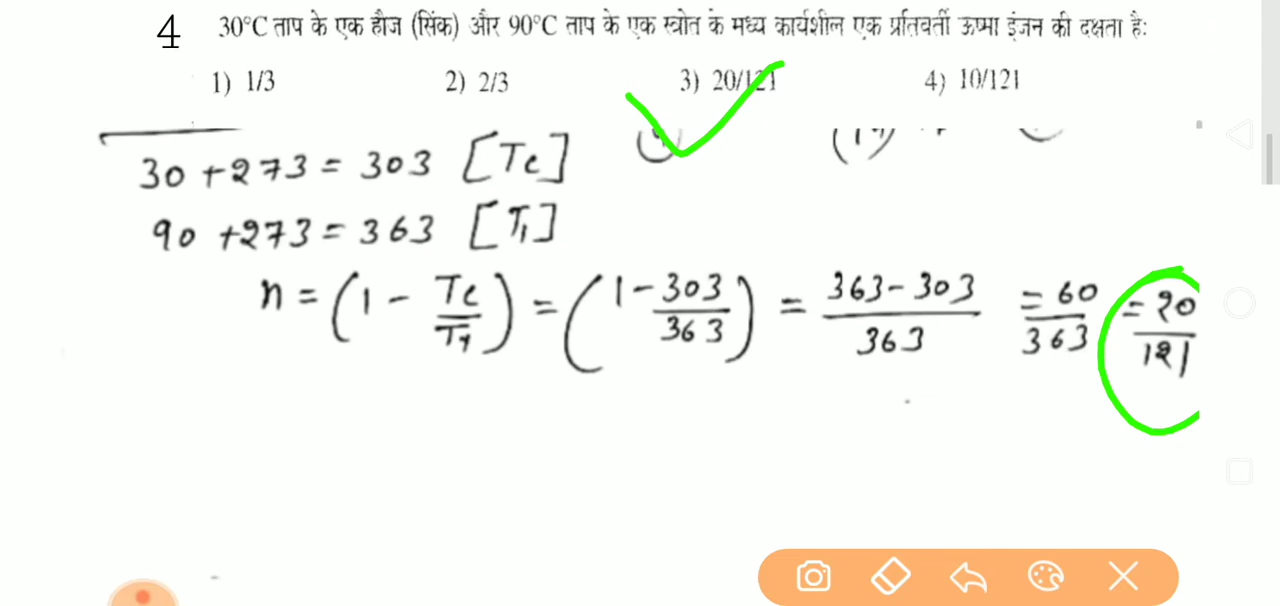 4 30°C ताप के एक हौज (सिंक) और 90°C ताप के एक स्त्रोत के मध्य कार्यशील एक प्रतिवर्ती ऊष्मा इंजन की दक्षता है:
1) 1/3 2) 2/3 3) 20/121 4) 10/121
30 + 273 = 303 [Tc]
90 + 273 = 363 [T1]
n = (1 - Tc/T1) = (1 - 303/363) = 363 - 303/363 = 60/363 = 20/121